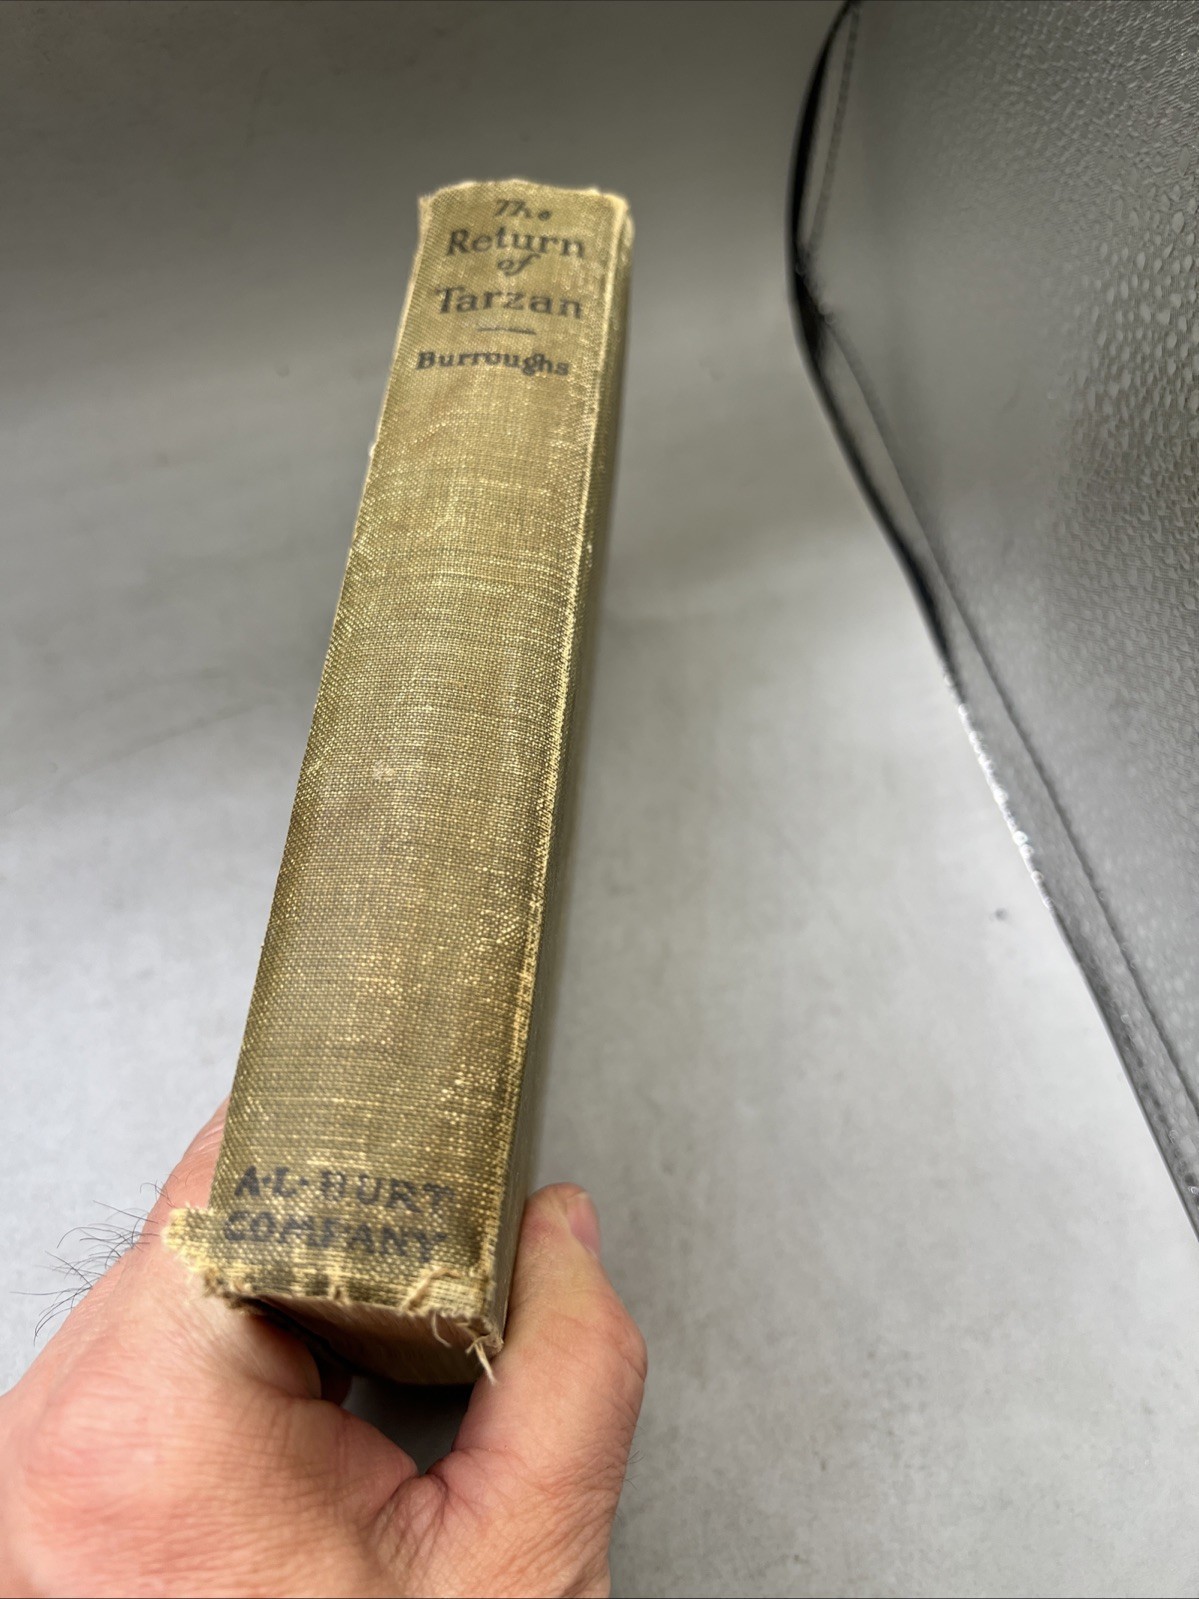 The
Return
of
Tarzan
Burroughs
A·L·BURT
COMPANY